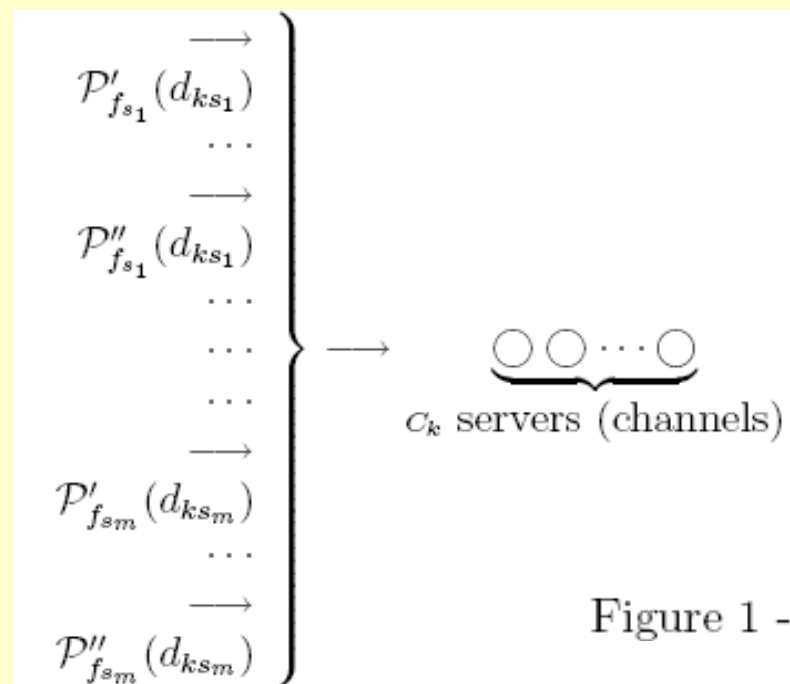 ⟶
𝒫′_{f_{s_1}}(d_{ks_1})
···
⟶
𝒫″_{f_{s_1}}(d_{ks_1})
···
···
···
⟶
𝒫′_{f_{s_m}}(d_{ks_m})
···
⟶
𝒫″_{f_{s_m}}(d_{ks_m})
⟶ ○ ○ ··· ○
C_k servers (channels)
Figure 1 -